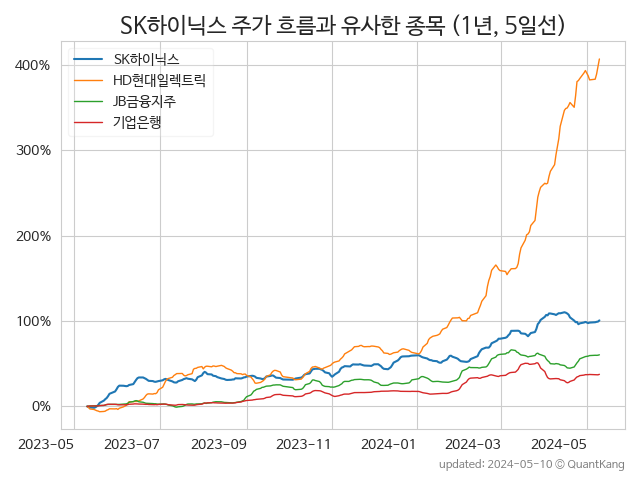 SK하이닉스 주가 흐름과 유사한 종목 (1년, 5일선)
SK하이닉스
HD현대일렉트릭
JB금융지주
기업은행
400%
300%
200%
100%
0%
2023-05 2023-07 2023-09 2023-11 2024-01 2024-03 2024-05
updated: 2024-05-10 © QuantKang